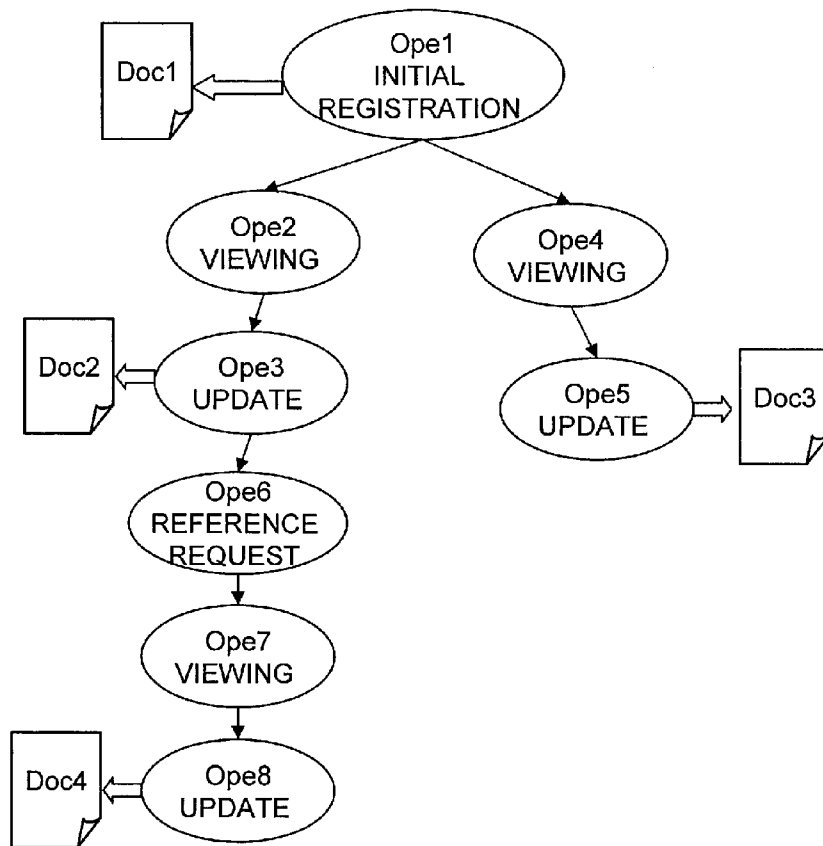 Doc1
Ope1
INITIAL
REGISTRATION
Ope2
VIEWING
Ope4
VIEWING
Doc2
Ope3
UPDATE
Ope5
UPDATE
Doc3
Ope6
REFERENCE
REQUEST
Ope7
VIEWING
Doc4
Ope8
UPDATE